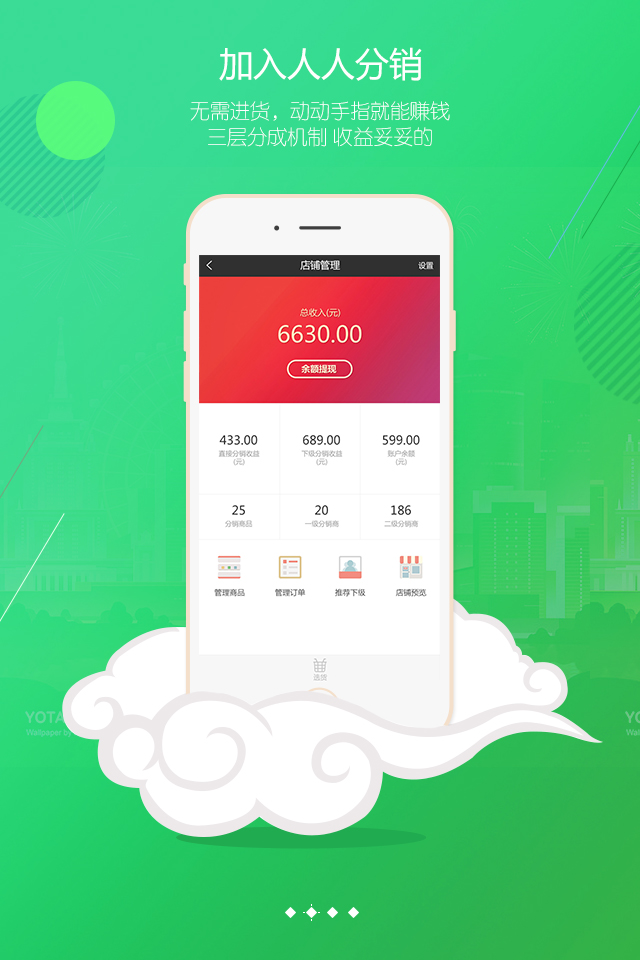 加入人人分销
无需进货，动动手指就能赚钱
三层分成机制 收益妥妥的
店铺管理
设置
总收入(元)
6630.00
余额提现
433.00
直接分销收益
(元)
689.00
下级分销收益
(元)
599.00
账户余额
(元)
25
分销商品
20
一级分销商
186
二级分销商
管理商品
管理订单
推荐下级
店铺预览
选货
YOTA
Wallpaper by
YO
Wal